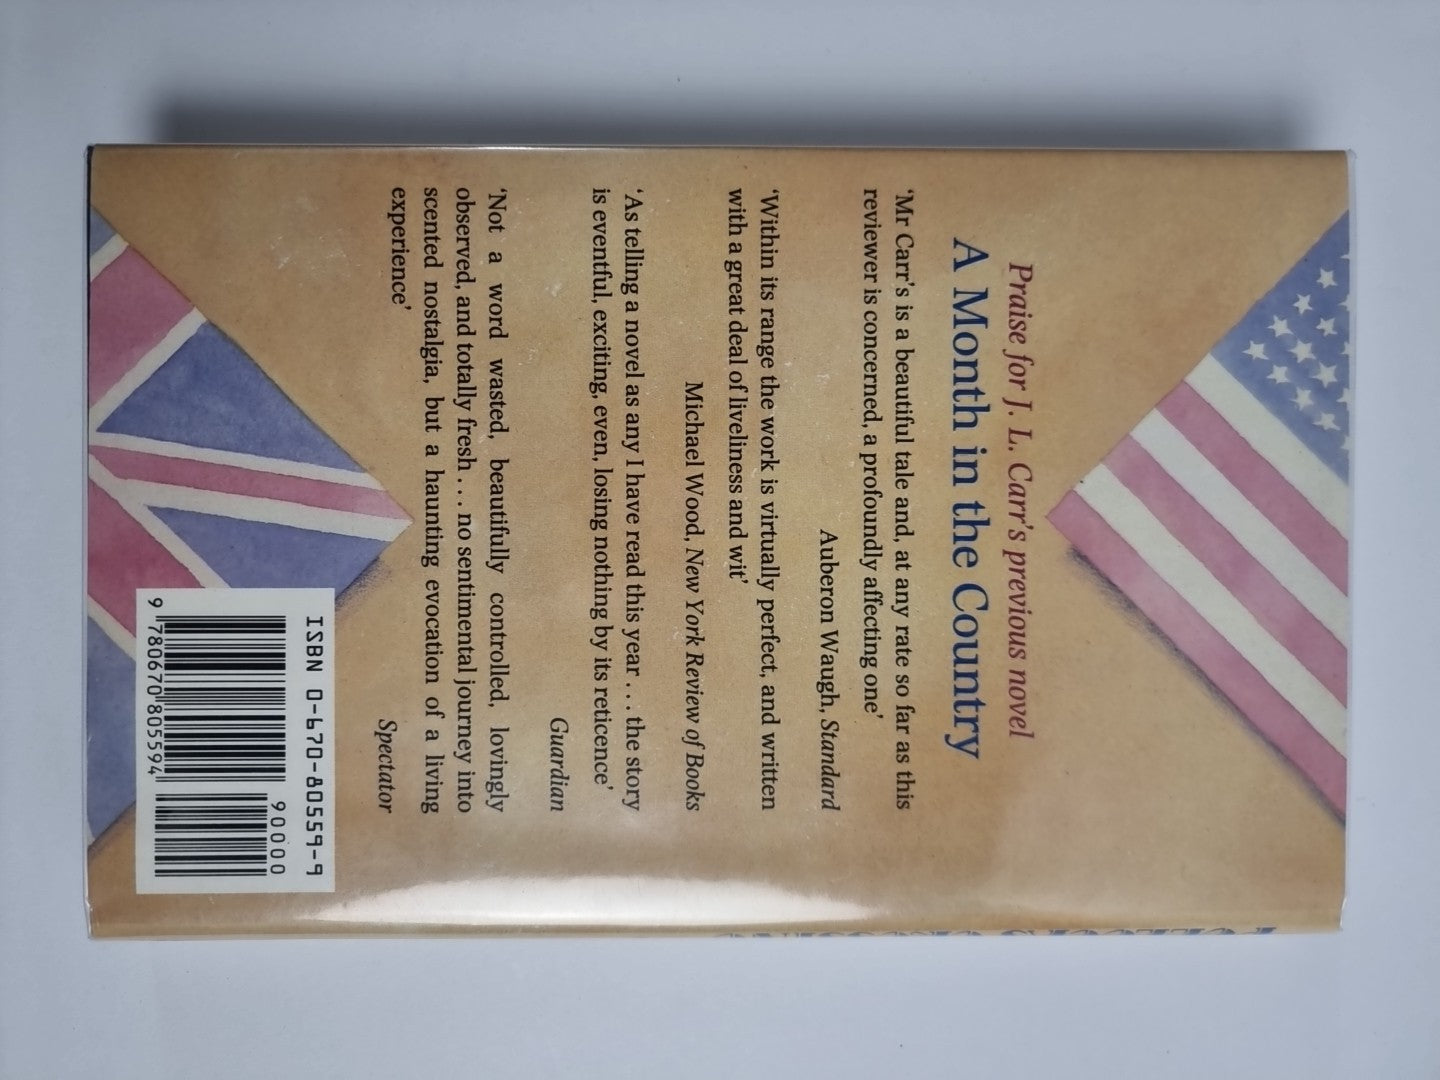 Praise for J. L. Carr's previous novel
A Month in the Country
'Mr Carr's is a beautiful tale and, at any rate so far as this
reviewer is concerned, a profoundly affecting one'
Auberon Waugh, Standard
'Within its range the work is virtually perfect, and written
with a great deal of liveliness and wit'
Michael Wood, New York Review of Books
'As telling a novel as any I have read this year . . . the story
is eventful, exciting, even, losing nothing by its reticence'
Guardian
'Not a word wasted, beautifully controlled, lovingly
observed, and totally fresh . . . no sentimental journey into
scented nostalgia, but a haunting evocation of a living
experience'
Spectator
ISBN 0-670-80559-9
90000
9 780670 805594